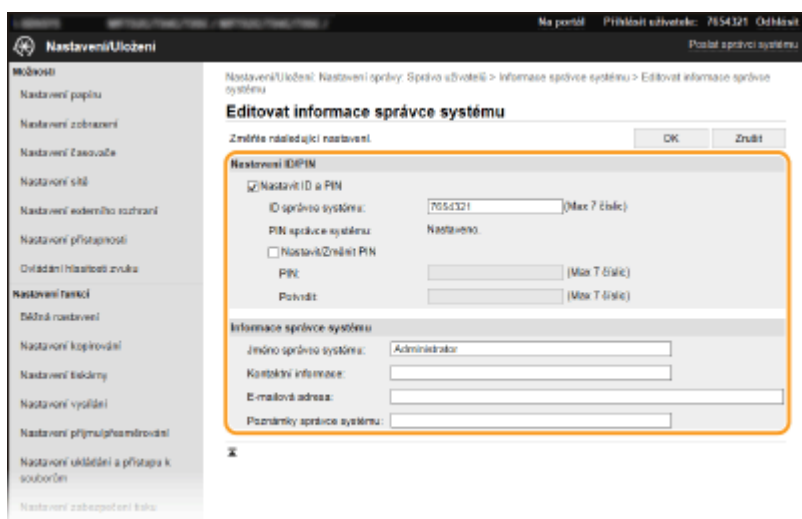 Na portál Přihlásit uživatele: 7654321 Odhlásit
Nastavení/Uložení
Poslat správci systému
Možnosti
Nastavení papíru
Nastavení zobrazení
Nastavení časovače
Nastavení sítě
Nastavení externího rozhraní
Nastavení přístupnosti
Ovládání hlasitosti zvuku
Nastavení funkcí
Běžná nastavení
Nastavení kopírování
Nastavení tiskárny
Nastavení vysílání
Nastavení příjmu/přesměrování
Nastavení ukládání a přístupu k
souborům
Nastavení zabezpečení tisku
Nastavení/Uložení: Nastavení správy: Správa uživatelů > Informace správce systému > Editovat informace správce
systému
Editovat informace správce systému
Změňte následující nastavení.
OK Zrušit
Nastavení ID/PIN
Nastavit ID a PIN
ID správce systému: 7654321 (Max 7 číslic)
PIN správce systému: Nastaveno.
Nastavit/Změnit PIN
PIN: (Max 7 číslic)
Potvrdit: (Max 7 číslic)
Informace správce systému
Jméno správce systému: Administrator
Kontaktní informace:
E-mailová adresa:
Poznámky správce systému: